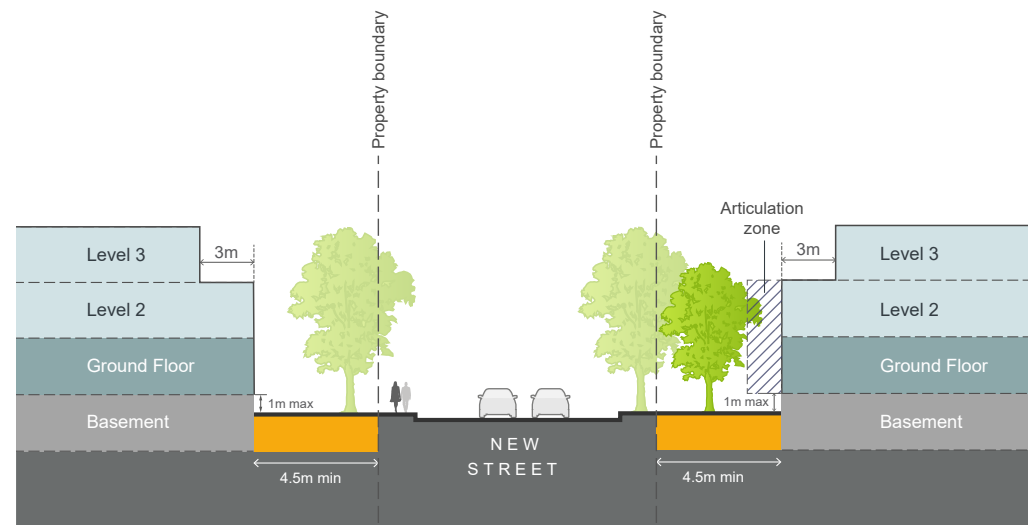 Property boundary
Property boundary
Articulation
zone
3m
3m
Level 3
Level 3
Level 2
Level 2
Ground Floor
Ground Floor
1m max
1m max
Basement
Basement
NEW
STREET
4.5m min
4.5m min